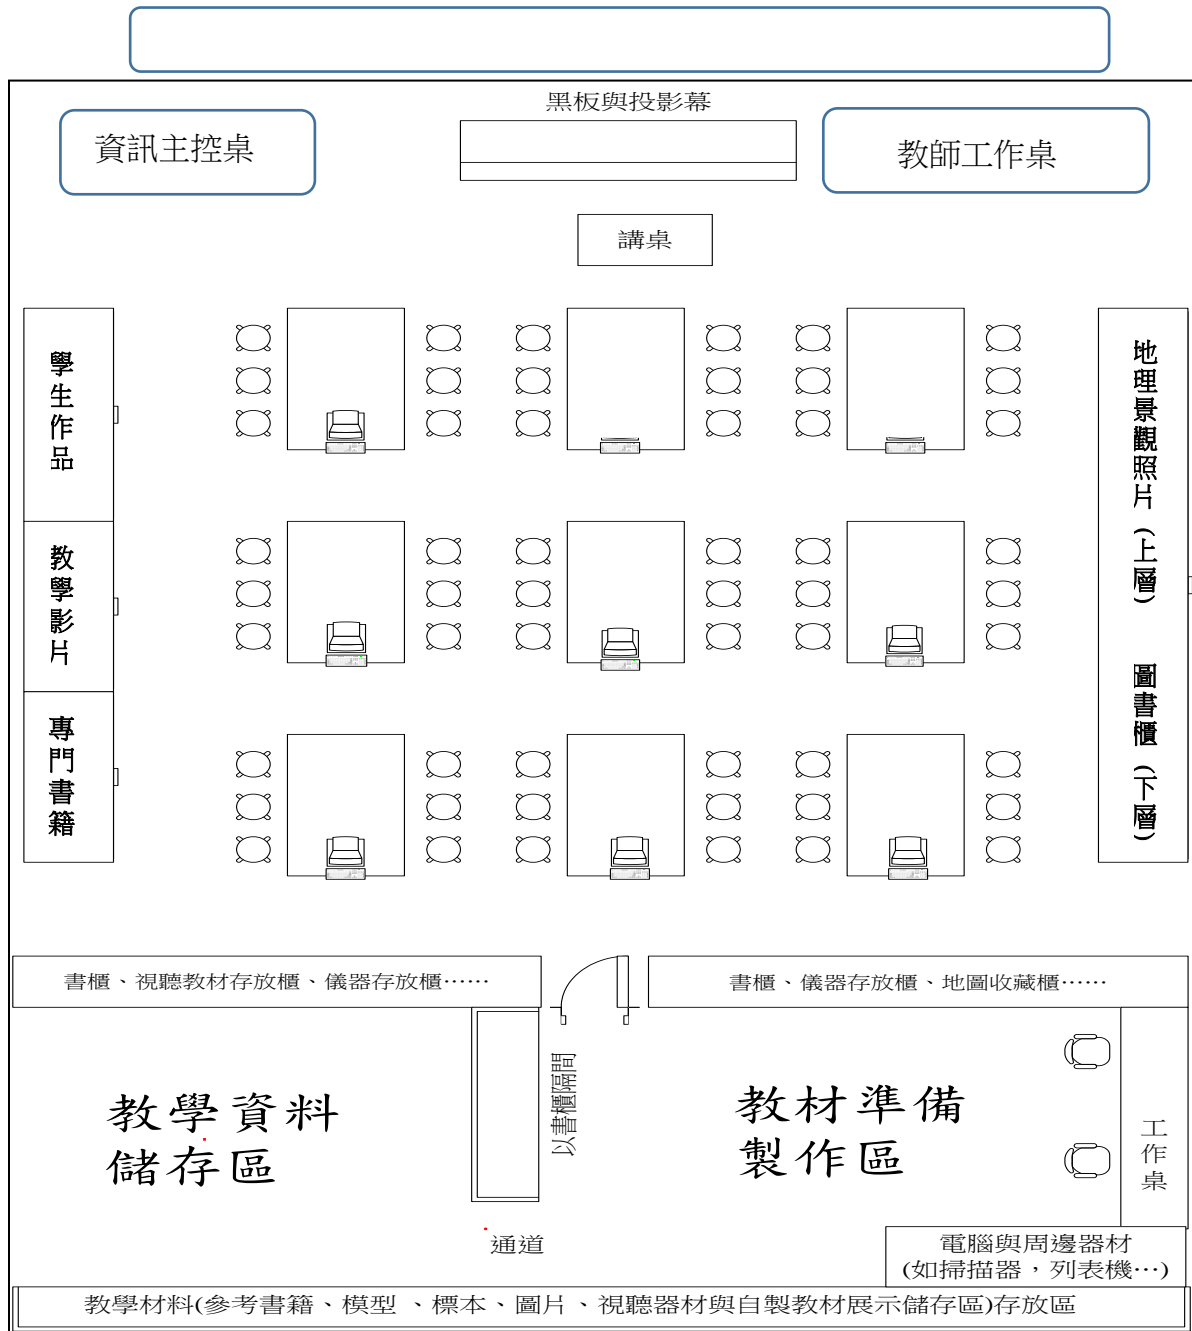 黑板與投影幕
資訊主控桌
教師工作桌
講桌
學生作品
教學影片
專門書籍
地理景觀照片（上層）　圖書櫃（下層）
書櫃、視聽教材存放櫃、儀器存放櫃⋯⋯
書櫃、儀器存放櫃、地圖收藏櫃⋯⋯
以書櫃隔間
教學資料
儲存區
教材準備
製作區
工作桌
通道
電腦與周邊器材
(如掃描器，列表機⋯)
教學材料(參考書籍、模型 、標本、圖片、視聽器材與自製教材展示儲存區)存放區